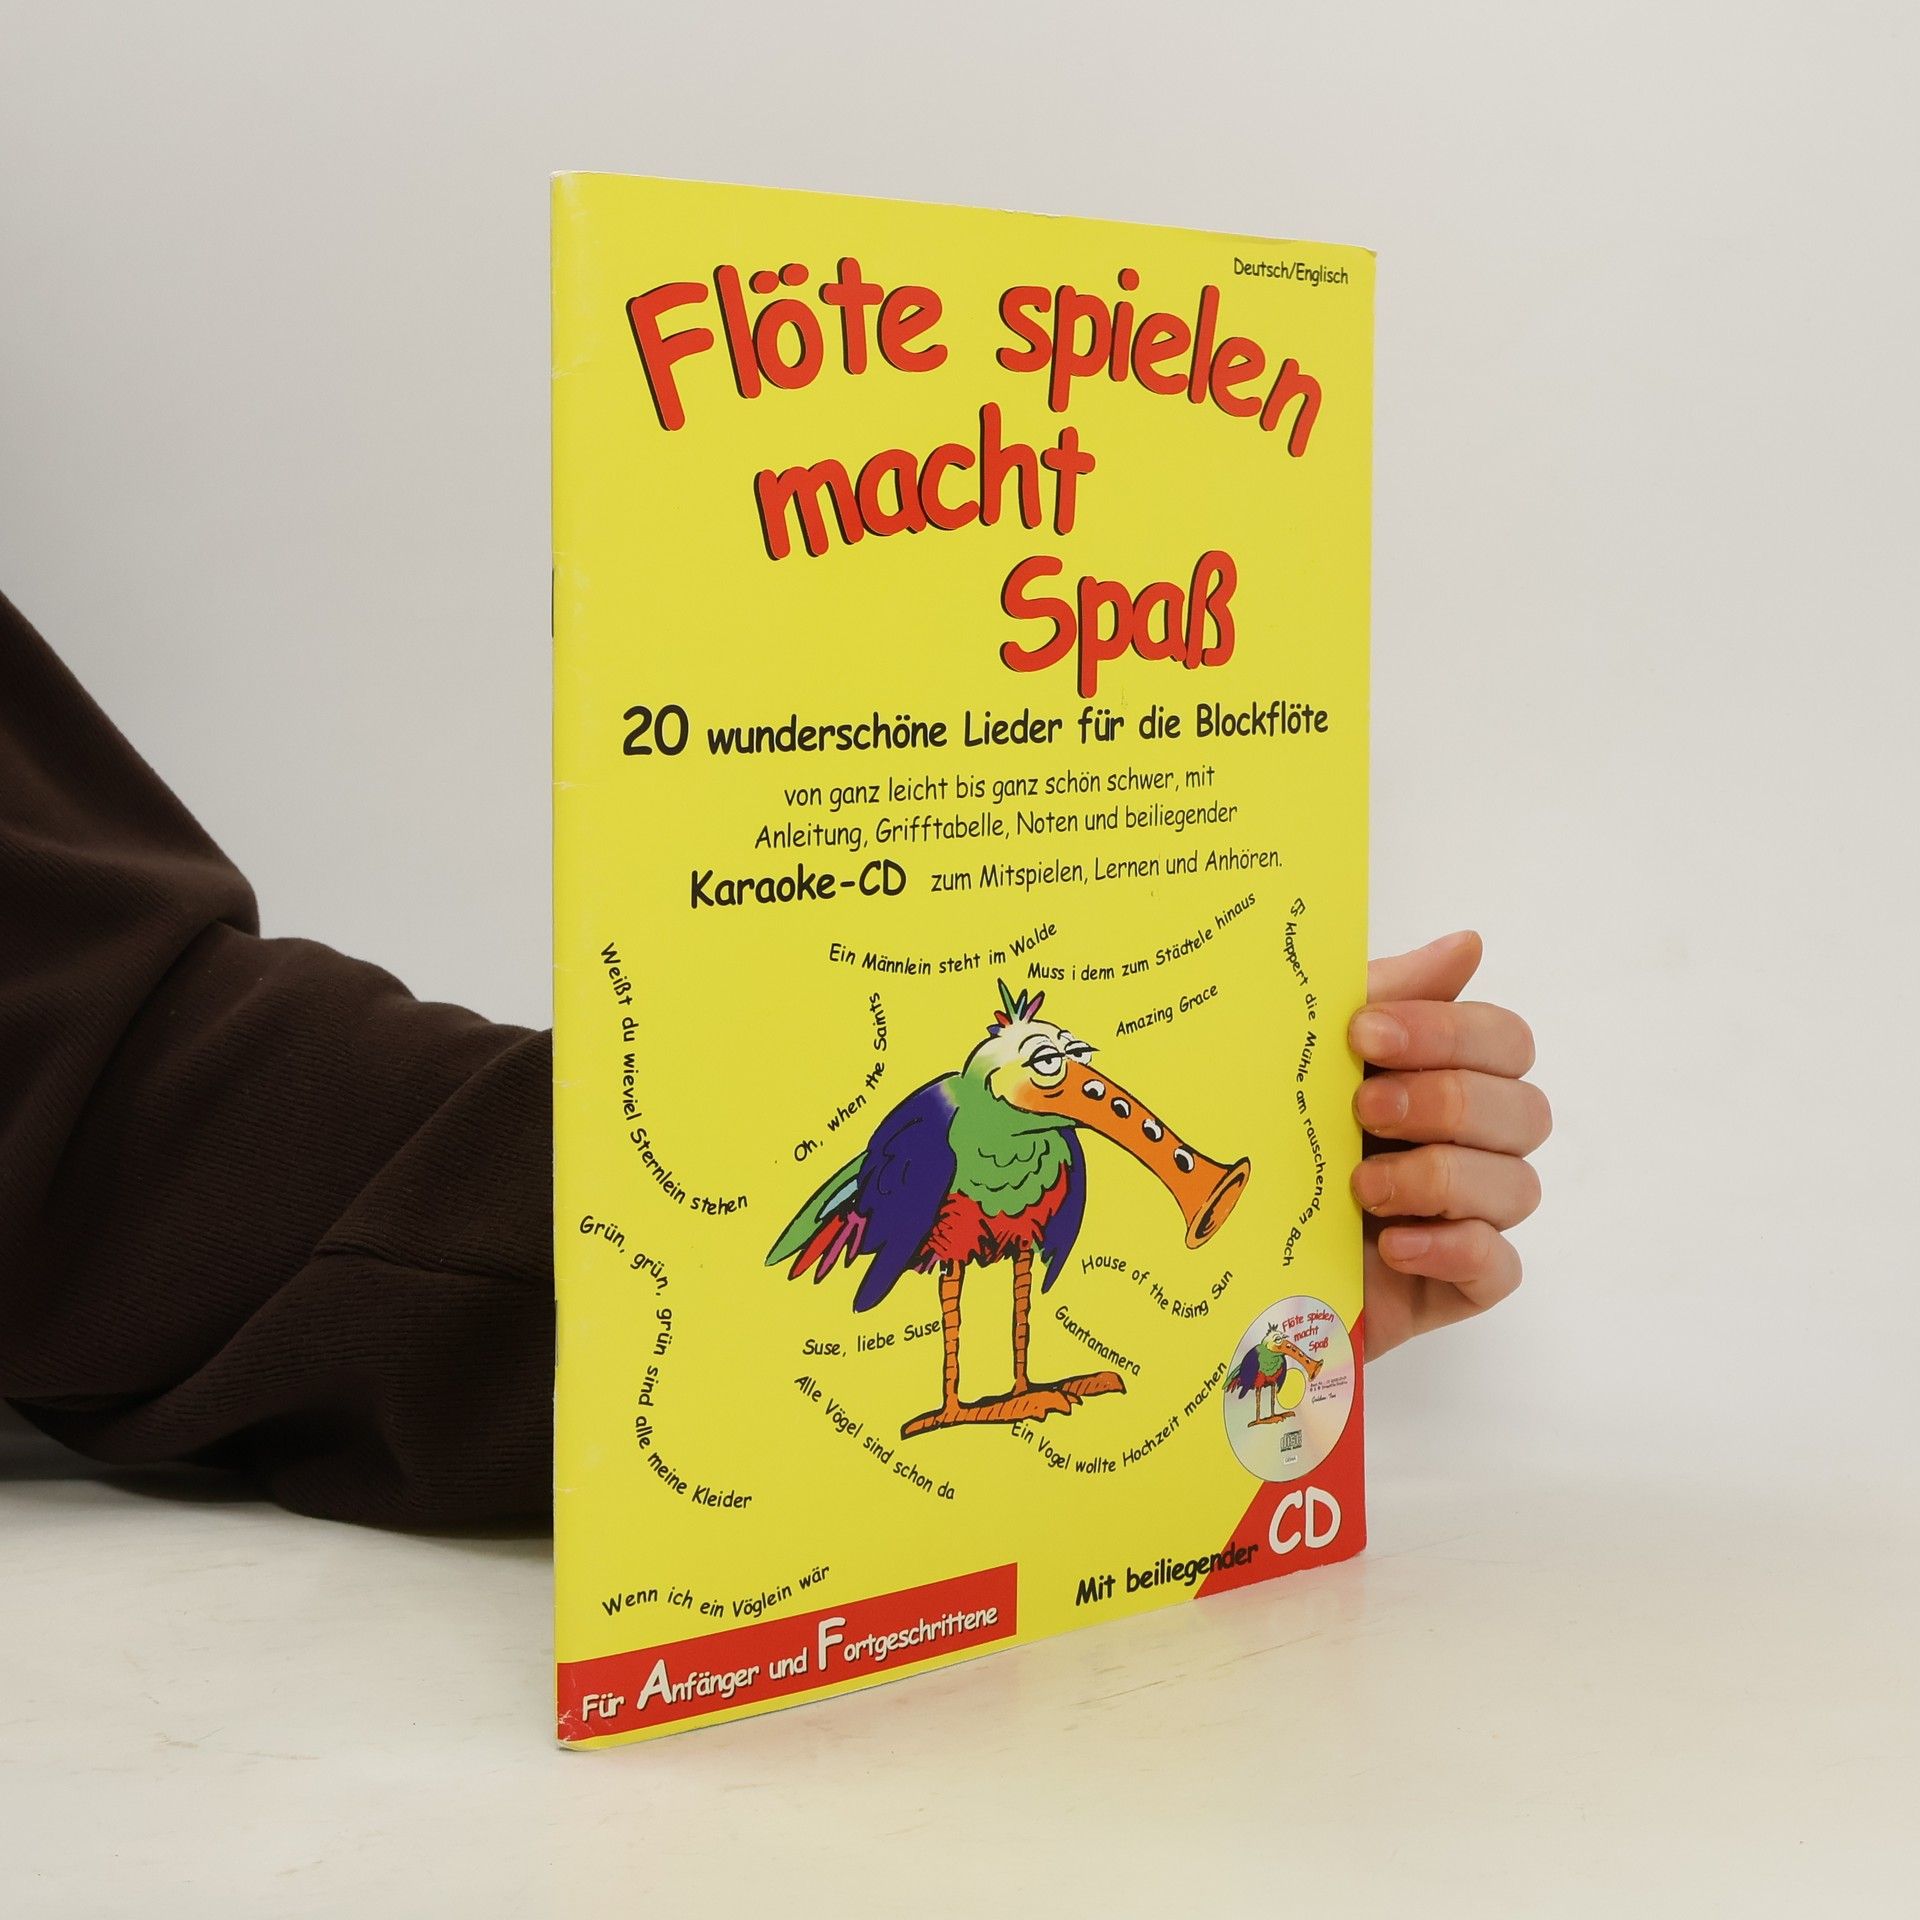 Deutsch/Englisch
Flöte spielen
macht
Spaß
20 wunderschöne Lieder für die Blockflöte
von ganz leicht bis ganz schön schwer, mit
Anleitung, Grifftabelle, Noten und beiliegender
Karaoke-CD zum Mitspielen, Lernen und Anhören.
Weißt du wieviel Sternlein stehen
Ein Männlein steht im Walde
Muss i denn zum Städtele hinaus
Es klappert die Mühle am rauschenden Bach
Oh, when the Saints
Amazing Grace
Grün, grün, grün sind alle meine Kleider
House of the Rising Sun
Suse, liebe Suse
Guantanamera
Alle Vögel sind schon da
Ein Vogel wollte Hochzeit machen
Flöte spielen
macht
Spaß
Wenn ich ein Vöglein wär
Mit beiliegender CD
Für Anfänger und Fortgeschrittene